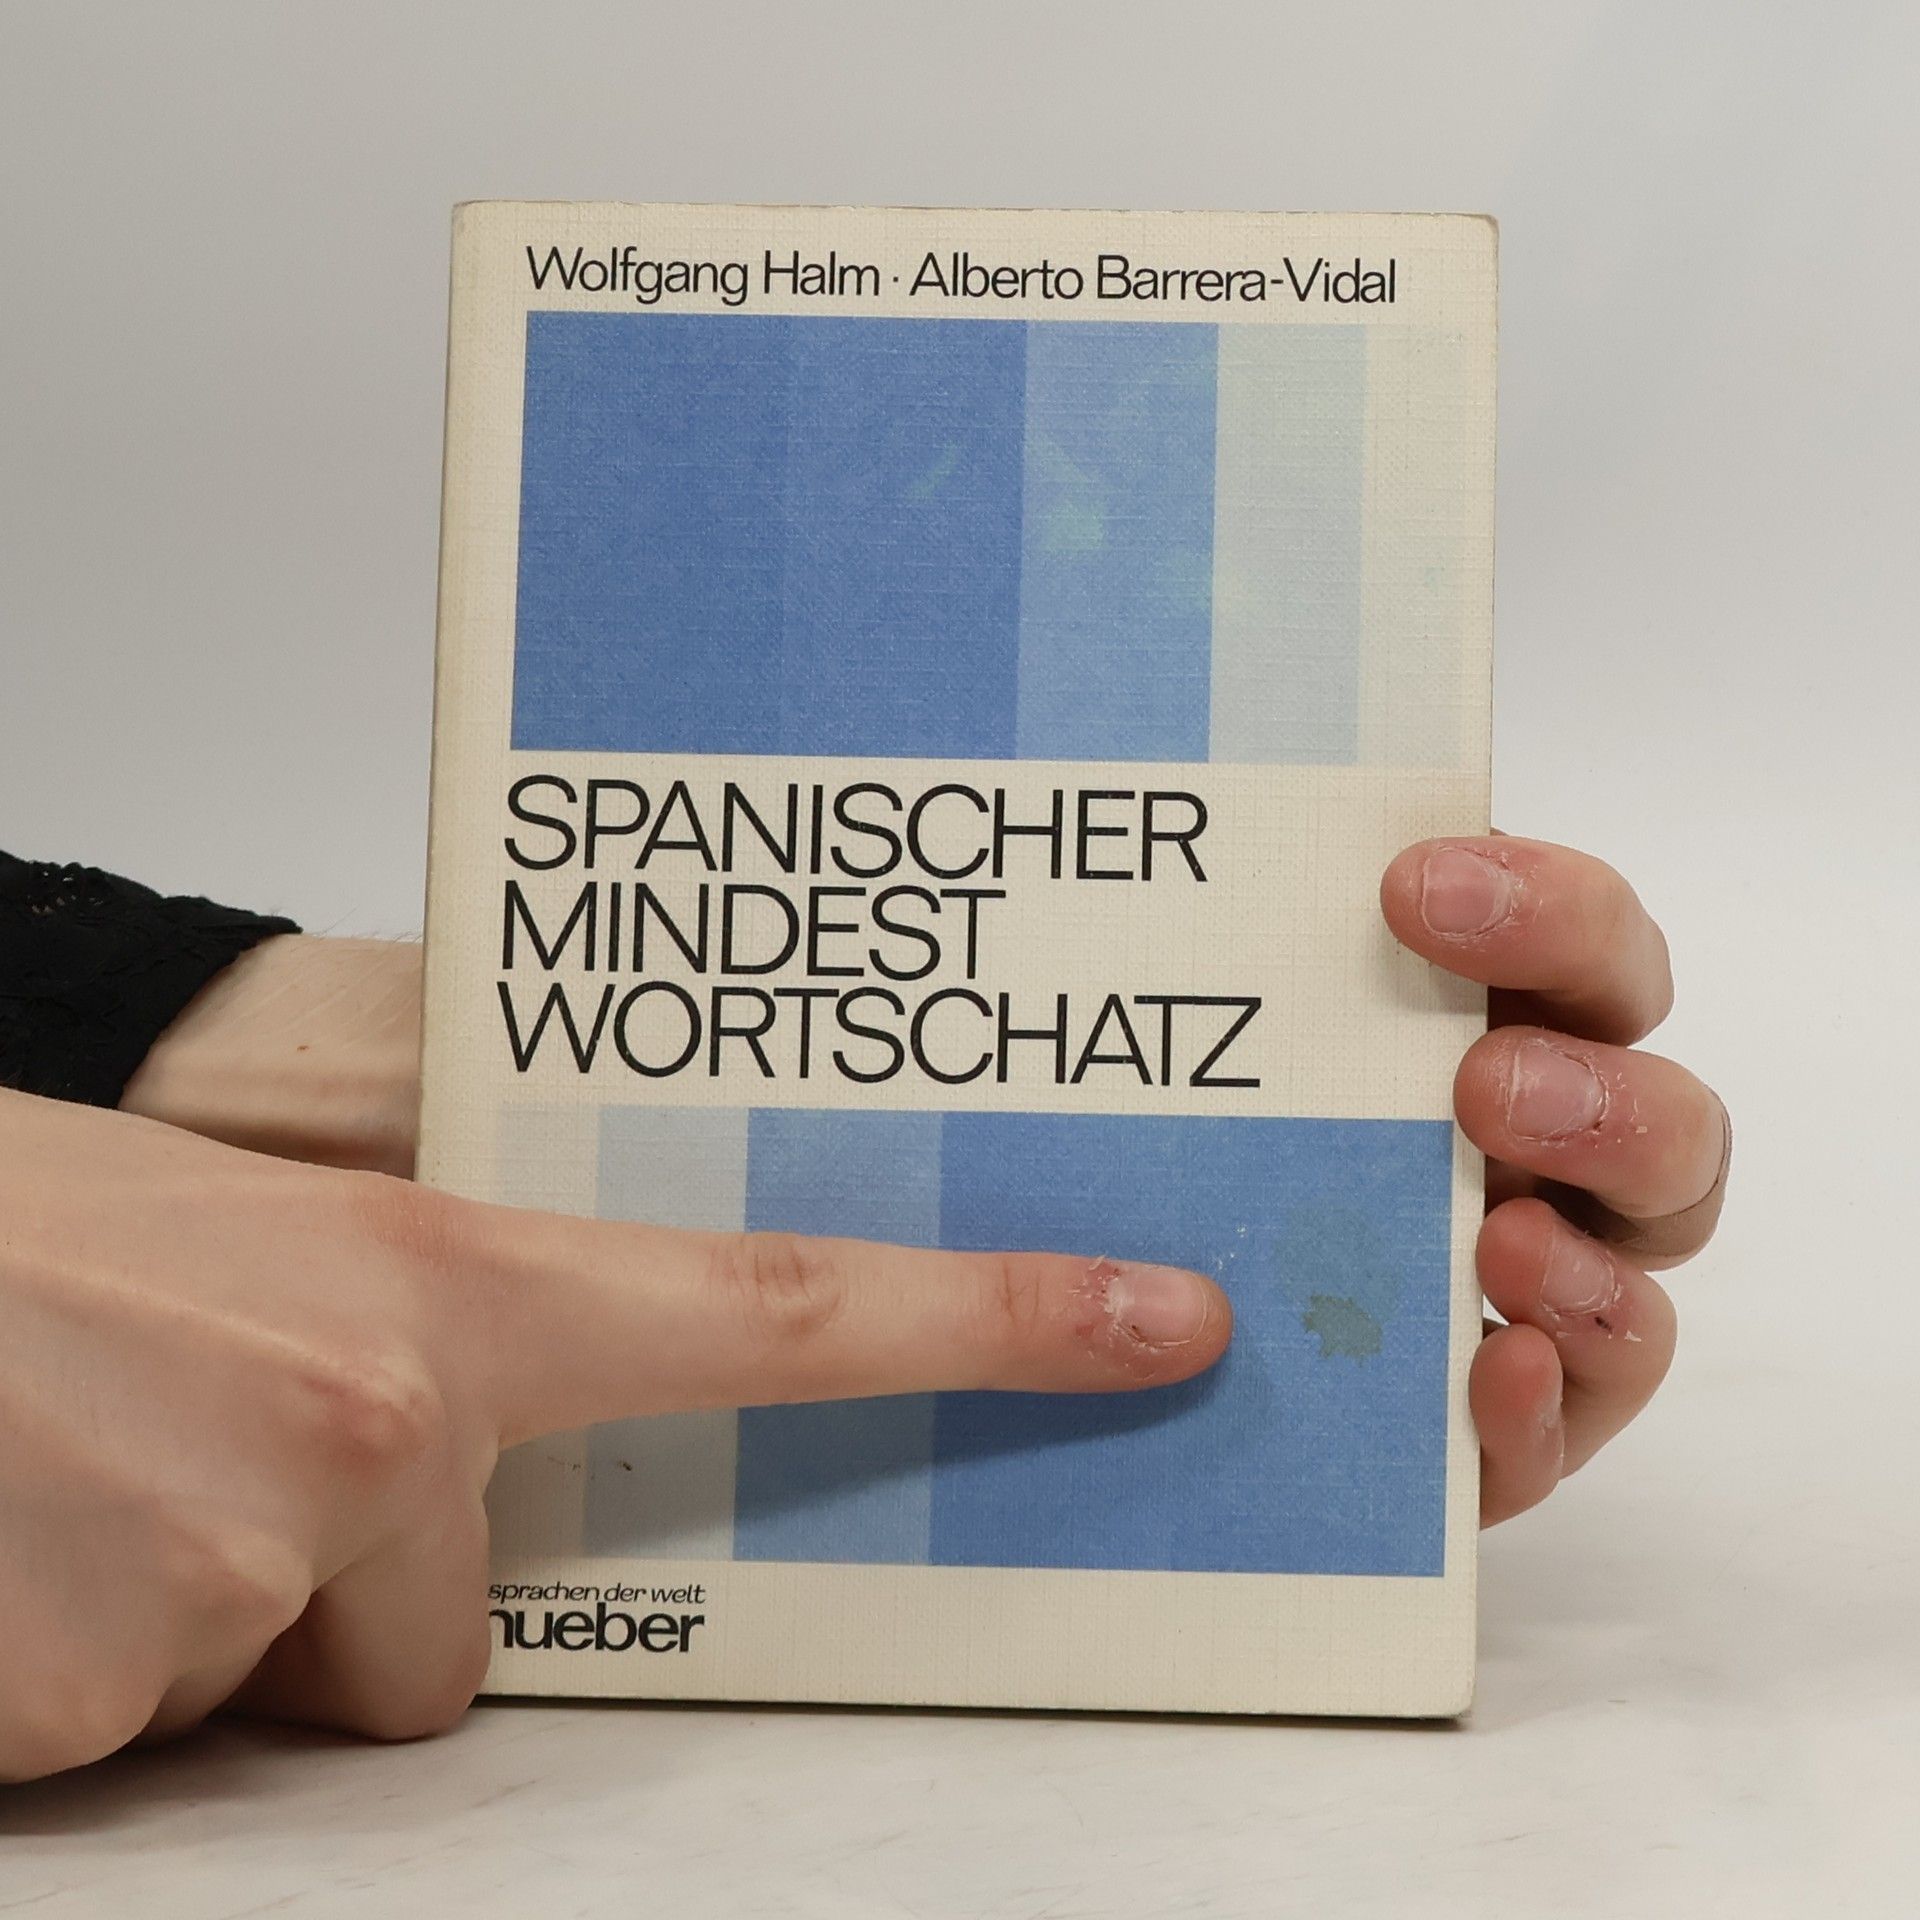 Wolfgang Halm · Alberto Barrera-Vidal
SPANISCHER
MINDEST
WORTSCHATZ
sprachen der welt
hueber